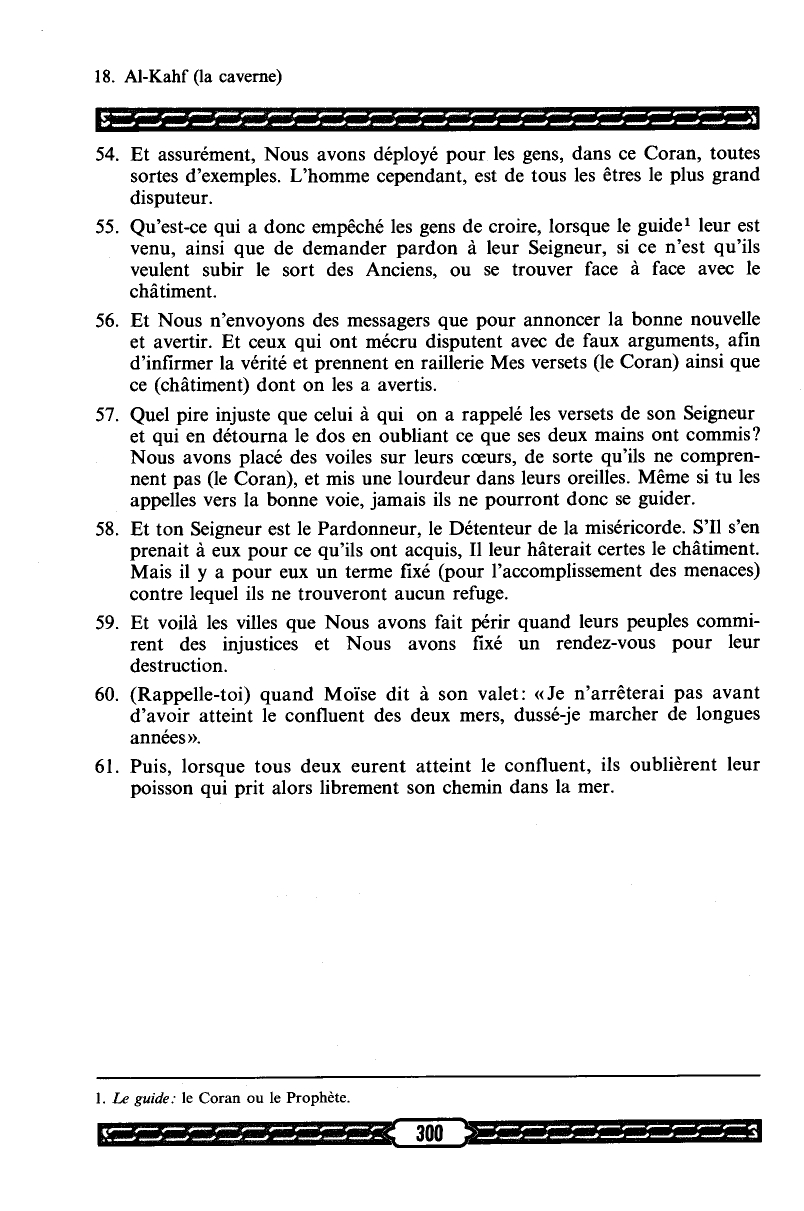 18. Al-Kahf (la caverne)
54. Et assurément, Nous avons déployé pour les gens, dans ce Coran, toutes
sortes d'exemples. L'homme cependant, est de tous les êtres le plus grand
disputeur.
55. Qu'est-ce qui a donc empêché les gens de croire, lorsque le guide¹ leur est
venu, ainsi que de demander pardon à leur Seigneur, si ce n'est qu'ils
veulent subir le sort des Anciens, ou se trouver face à face avec le
châtiment.
56. Et Nous n'envoyons des messagers que pour annoncer la bonne nouvelle
et avertir. Et ceux qui ont mécru disputent avec de faux arguments, afin
d'infirmer la vérité et prennent en raillerie Mes versets (le Coran) ainsi que
ce (châtiment) dont on les a avertis.
57. Quel pire injuste que celui à qui on a rappelé les versets de son Seigneur
et qui en détourna le dos en oubliant ce que ses deux mains ont commis?
Nous avons placé des voiles sur leurs cœurs, de sorte qu'ils ne compren-
nent pas (le Coran), et mis une lourdeur dans leurs oreilles. Même si tu les
appelles vers la bonne voie, jamais ils ne pourront donc se guider.
58. Et ton Seigneur est le Pardonneur, le Détenteur de la miséricorde. S'Il s'en
prenait à eux pour ce qu'ils ont acquis, Il leur hâterait certes le châtiment.
Mais il y a pour eux un terme fixé (pour l'accomplissement des menaces)
contre lequel ils ne trouveront aucun refuge.
59. Et voilà les villes que Nous avons fait périr quand leurs peuples commi-
rent des injustices et Nous avons fixé un rendez-vous pour leur
destruction.
60. (Rappelle-toi) quand Moïse dit à son valet: «Je n'arrêterai pas avant
d'avoir atteint le confluent des deux mers, dussé-je marcher de longues
années».
61. Puis, lorsque tous deux eurent atteint le confluent, ils oublièrent leur
poisson qui prit alors librement son chemin dans la mer.
1. Le guide: le Coran ou le Prophète.
300